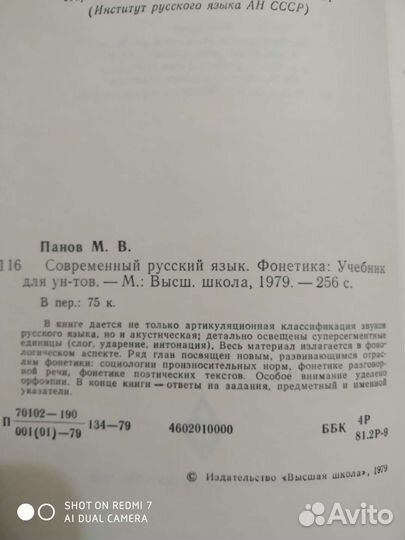 (Институт русского языка АН СССР)
Панов М. В.
116 Современный русский язык. Фонетика: Учебник
для ун-тов. — М.: Высш. школа, 1979. — 256 с.
В пер.: 75 к.
В книге дается не только артикуляционная классификация звуков
русского языка, но и акустическая; детально освещены суперсегментные
единицы (слог, ударение, интонация). Весь материал излагается в фоно-
логическом аспекте. Ряд глав посвящен новым, развивающимся отрас-
лям фонетики: социологии произносительных норм, фонетике разговор-
ной речи, фонетике поэтических текстов. Особое внимание уделено
орфоэпии. В конце книги — ответы на задания, предметный и именной
указатели.
П 70102—190
001(01)—79 134—79 4602010000 ББК 4Р
81.2Р-9
© Издательство «Высшая школа», 1979
SHOT ON REDMI 7
AI DUAL CAMERA
Avito